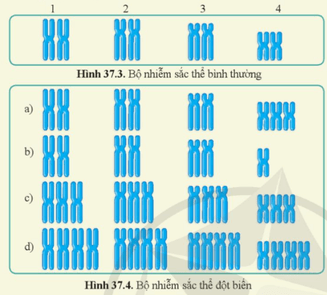 1 2 3 4
Hình 37.3. Bộ nhiễm sắc thể bình thường
a)
b)
c)
d)
Hình 37.4. Bộ nhiễm sắc thể đột biến